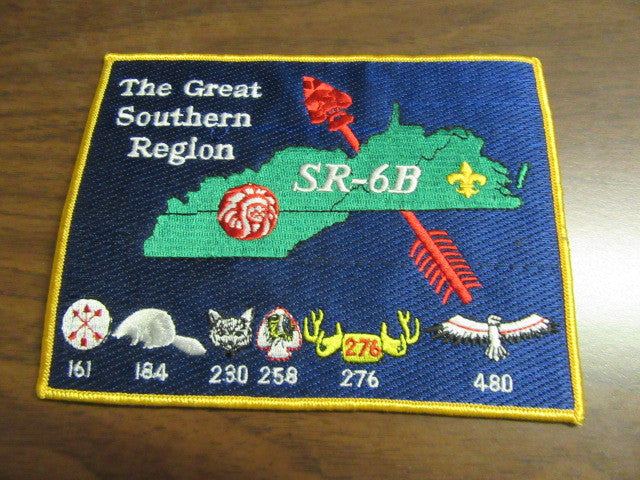 The Great
Southern
Region
SR-6B
276
161 184 230 258 276 480